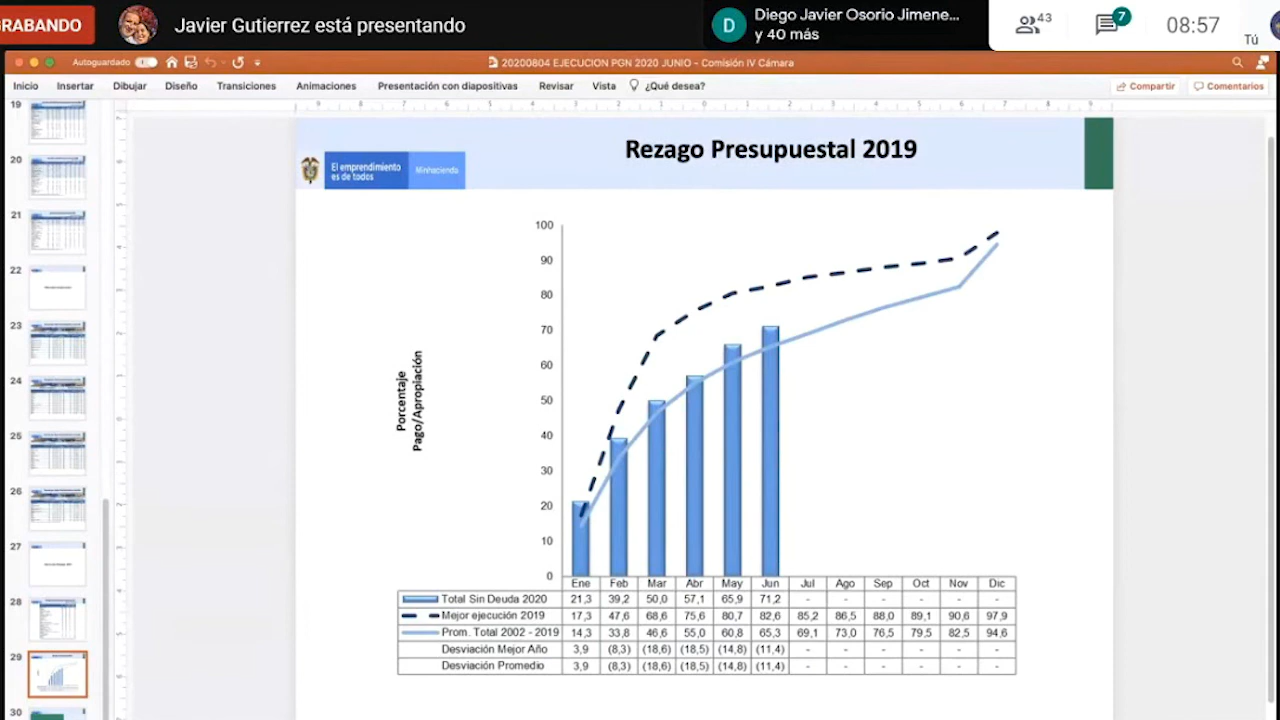 GRABANDO
Javier Gutierrez está presentando
D
Diego Javier Osorio Jimene...
y 40 más
43
7
08:57
Tú
Autoguardado
20200804 EJECUCION PGN 2020 JUNIO - Comisión IV Cámara
Inicio Insertar Dibujar Diseño Transiciones Animaciones Presentación con diapositivas Revisar Vista ¿Qué desea? Compartir Comentarios
19
20
21
22
23
24
25
26
27
28
29
30
El emprendimiento
es de todos
Minhacienda
Rezago Presupuestal 2019
Porcentaje
Pago/Apropiación
100
90
80
70
60
50
40
30
20
10
0
Ene Feb Mar Abr May Jun Jul Ago Sep Oct Nov Dic
Total Sin Deuda 2020 21,3 39,2 50,0 57,1 65,9 71,2 - - - - - -
Mejor ejecución 2019 17,3 47,6 68,6 75,6 80,7 82,6 85,2 86,5 88,0 89,1 90,6 97,9
Prom. Total 2002 - 2019 14,3 33,8 46,6 55,0 60,8 65,3 69,1 73,0 76,5 79,5 82,5 94,6
Desviación Mejor Año 3,9 (8,3) (18,6) (18,5) (14,8) (11,4) - - - - - -
Desviación Promedio 3,9 (8,3) (18,6) (18,5) (14,8) (11,4) - - - - - -